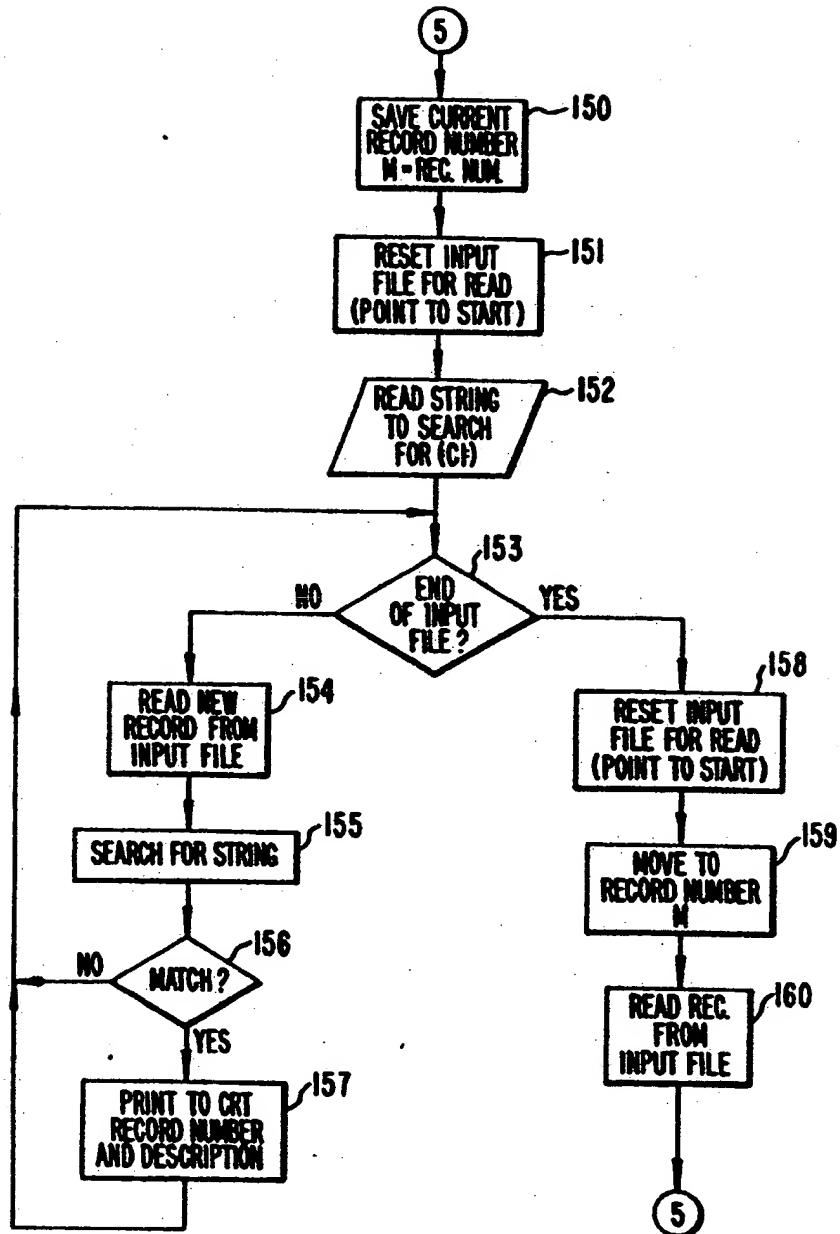 5
SAVE CURRENT
RECORD NUMBER
M = REC. NUM.
150
RESET INPUT
FILE FOR READ
(POINT TO START)
151
READ STRING
TO SEARCH
FOR
152
END
OF INPUT
FILE?
153
NO
YES
READ NEW
RECORD FROM
INPUT FILE
154
SEARCH FOR STRING
155
MATCH?
156
NO
YES
PRINT TO CRT
RECORD NUMBER
AND DESCRIPTION
157
RESET INPUT
FILE FOR READ
(POINT TO START)
158
MOVE TO
RECORD NUMBER
M
159
READ REC.
FROM
INPUT FILE
160
5